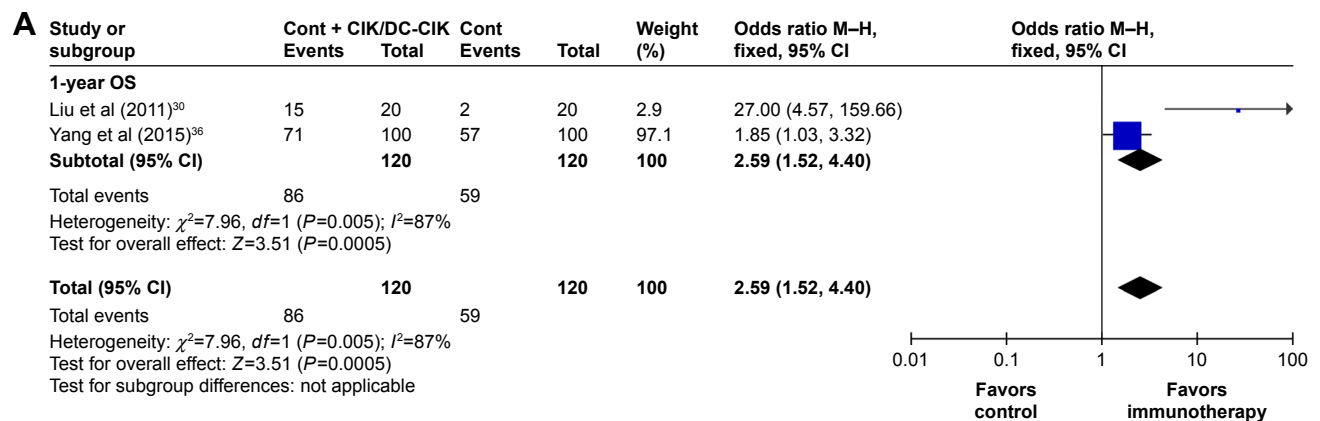 A
Study or Cont + CIK/DC-CIK Cont Weight Odds ratio M–H, Odds ratio M–H,
subgroup Events Total Events Total (%) fixed, 95% CI fixed, 95% CI
1-year OS
Liu et al (2011)³⁰ 15 20 2 20 2.9 27.00 (4.57, 159.66)
Yang et al (2015)³⁶ 71 100 57 100 97.1 1.85 (1.03, 3.32)
Subtotal (95% CI) 120 120 100 2.59 (1.52, 4.40)
Total events 86 59
Heterogeneity: χ²=7.96, df=1 (P=0.005); I²=87%
Test for overall effect: Z=3.51 (P=0.0005)
Total (95% CI) 120 120 100 2.59 (1.52, 4.40)
Total events 86 59
Heterogeneity: χ²=7.96, df=1 (P=0.005); I²=87%
Test for overall effect: Z=3.51 (P=0.0005)
Test for subgroup differences: not applicable
0.01 0.1 1 10 100
Favors Favors
control immunotherapy